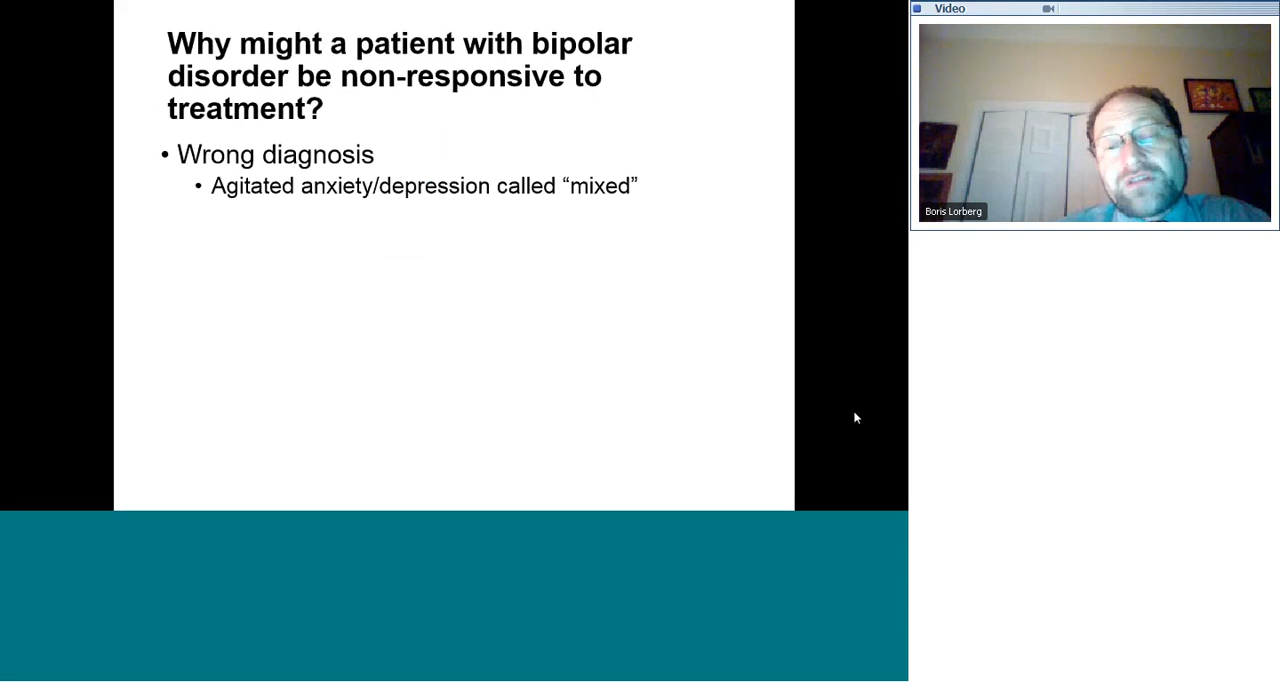 Why might a patient with bipolar
disorder be non-responsive to
treatment?
• Wrong diagnosis
• Agitated anxiety/depression called “mixed”
Video
Boris Lorberg